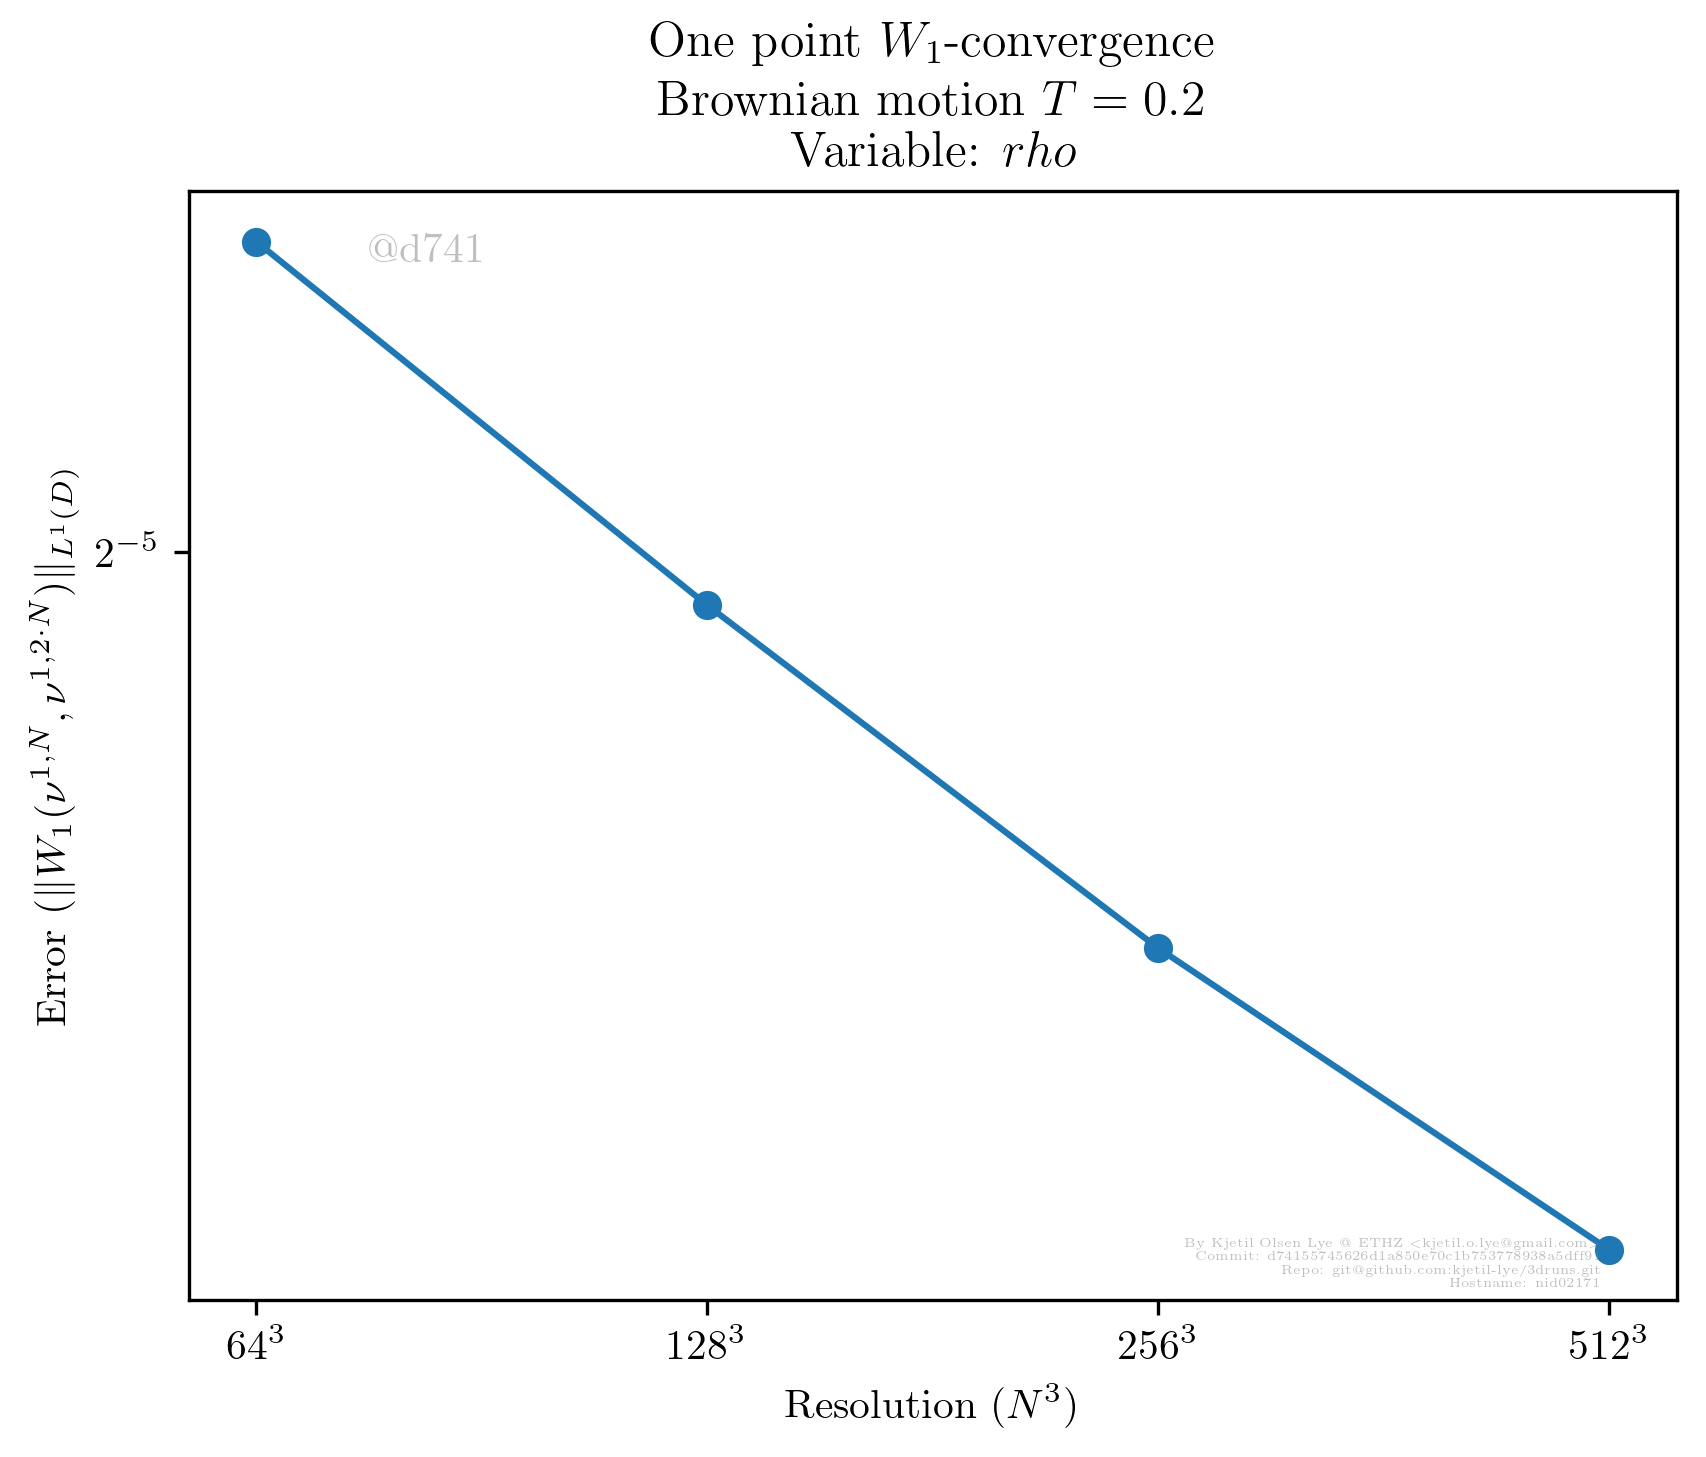 One point $W_1$-convergence
Brownian motion $T = 0.2$
Variable: $rho$
@d741
Error ($\|W_1(\nu^{1,N}, \nu^{1,2\cdot N})\|_{L^1(D)}$
$2^{-5}$
By Kjetil Olsen Lye @ ETHZ <kjetil.o.lye@gmail.com>
Commit: d74155745626d1a850e70c1b753778938a5dff9
Repo: git@github.com:kjetil-lye/3druns.git
Hostname: nid02171
$64^3$ $128^3$ $256^3$ $512^3$
Resolution ($N^3$)